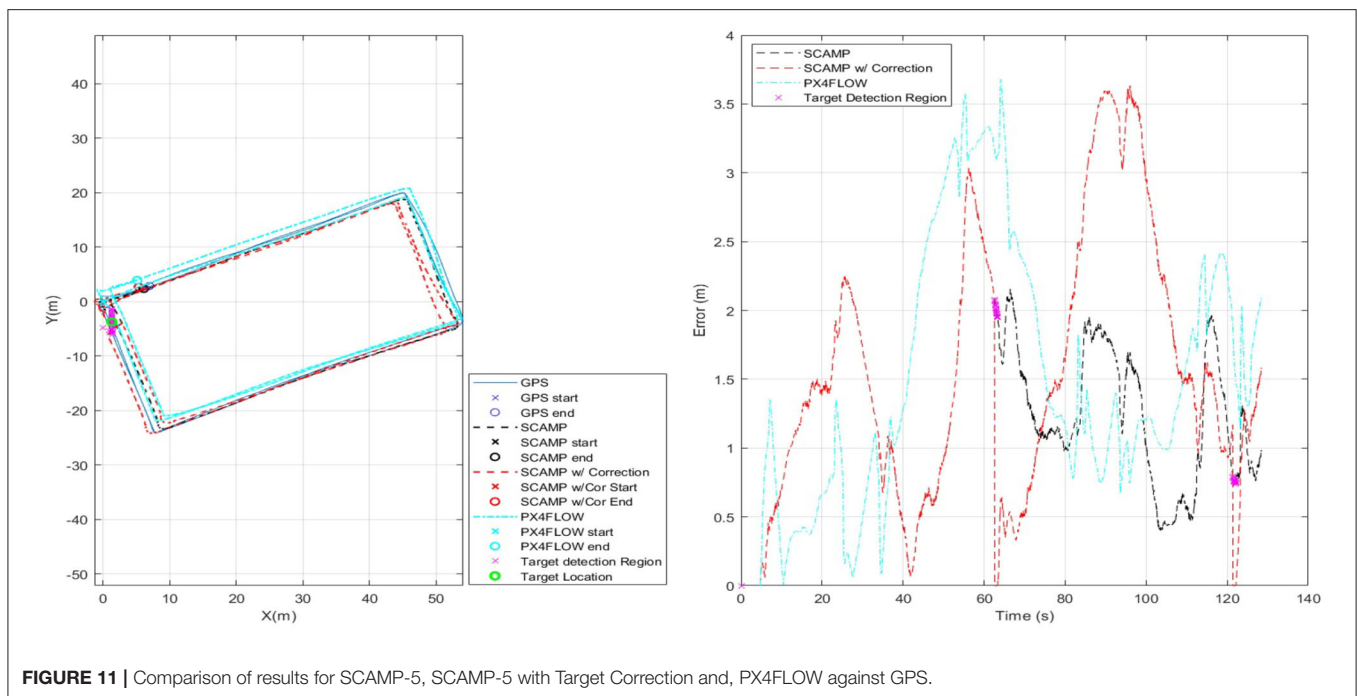 40
30
20
10
0
-10
-20
-30
-40
-50
Y(m)
0
10
20
30
40
50
X(m)
GPS
GPS start
GPS end
SCAMP
SCAMP start
SCAMP end
SCAMP w/ Correction
SCAMP w/Cor Start
SCAMP w/Cor End
PX4FLOW
PX4FLOW start
PX4FLOW end
Target detection Region
Target Location
4
3.5
3
2.5
2
1.5
1
0.5
0
Error (m)
0
20
40
60
80
100
120
140
Time (s)
SCAMP
SCAMP w/ Correction
PX4FLOW
Target Detection Region
FIGURE 11 | Comparison of results for SCAMP-5, SCAMP-5 with Target Correction and, PX4FLOW against GPS.